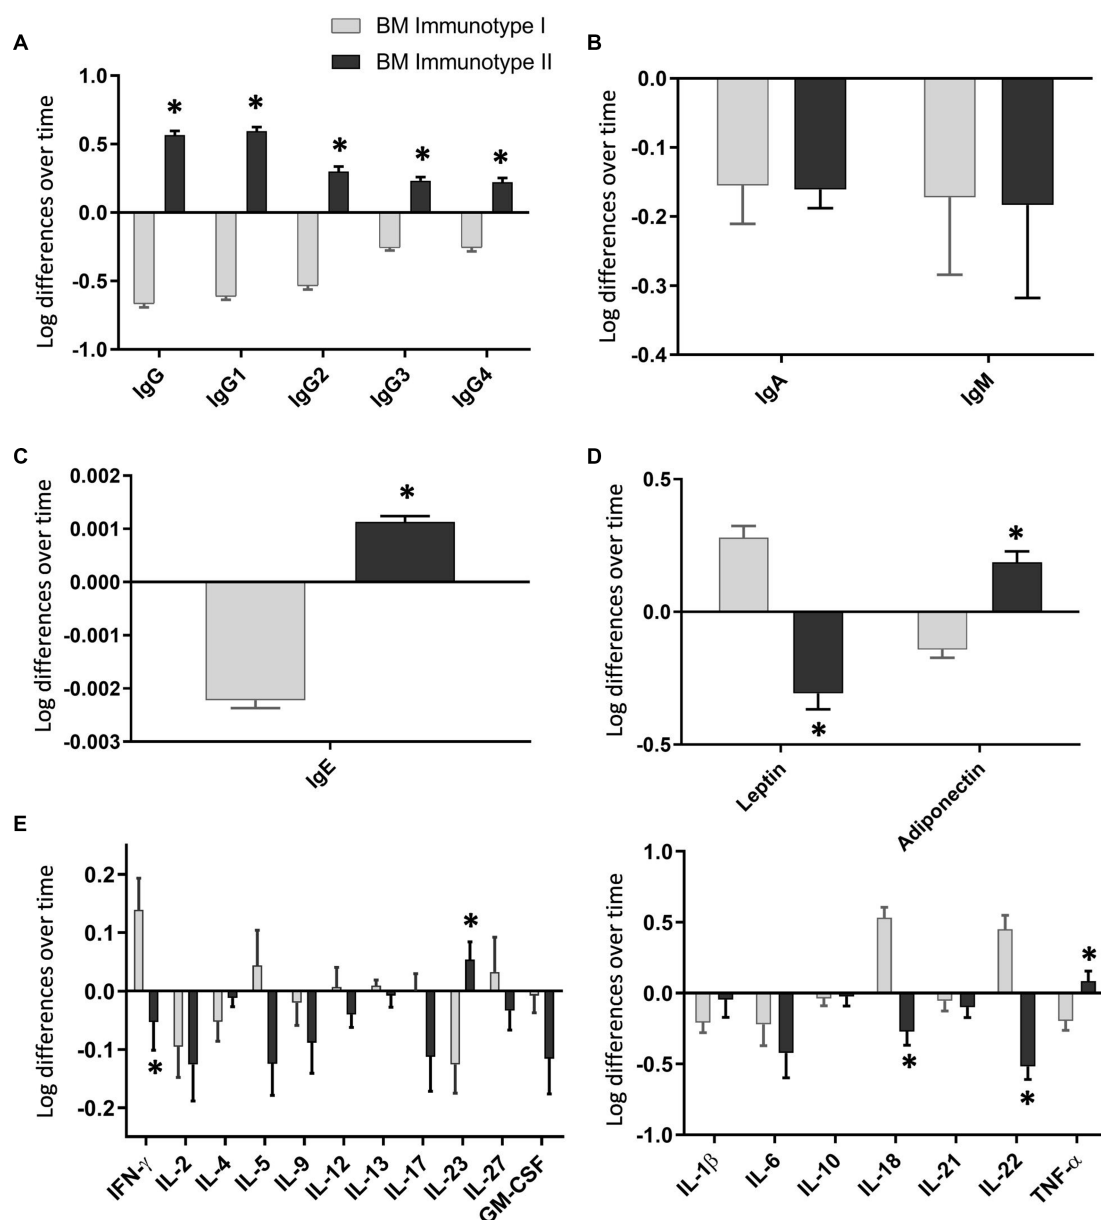 BM Immunotype I
BM Immunotype II
A
Log differences over time
1.0
0.5
0.0
-0.5
-1.0
* * * * *
IgG IgG1 IgG2 IgG3 IgG4
B
Log differences over time
0.0
-0.1
-0.2
-0.3
-0.4
IgA IgM
C
Log differences over time
0.002
0.001
0.000
-0.001
-0.002
-0.003
*
IgE
D
Log differences over time
0.5
0.0
-0.5
*
*
Leptin Adiponectin
E
Log differences over time
0.2
0.1
0.0
-0.1
-0.2
*
*
IFN-γ IL-2 IL-4 IL-5 IL-9 IL-12 IL-13 IL-17 IL-23 IL-27 GM-CSF
Log differences over time
1.0
0.5
0.0
-0.5
-1.0
*
*
*
IL-1β IL-6 IL-10 IL-18 IL-21 IL-22 TNF-α